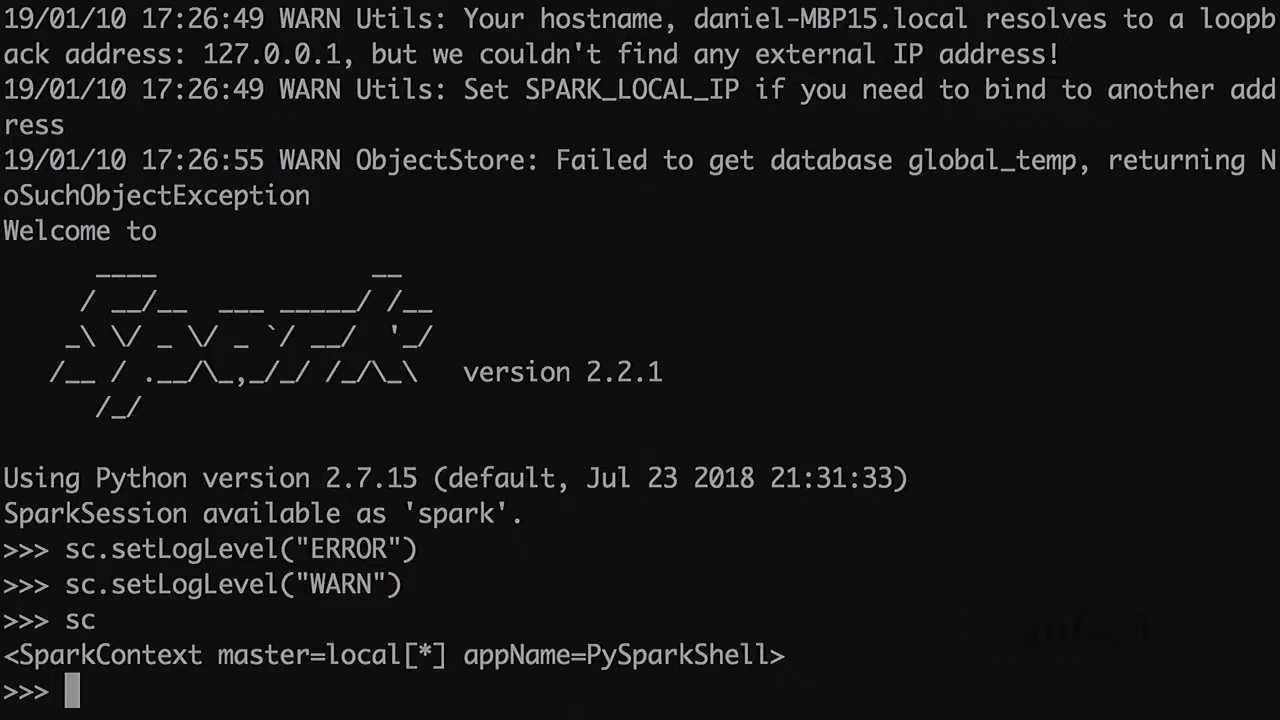 19/01/10 17:26:49 WARN Utils: Your hostname, daniel-MBP15.local resolves to a loopb
ack address: 127.0.0.1, but we couldn't find any external IP address!
19/01/10 17:26:49 WARN Utils: Set SPARK_LOCAL_IP if you need to bind to another add
ress
19/01/10 17:26:55 WARN ObjectStore: Failed to get database global_temp, returning N
oSuchObjectException
Welcome to
      ____              __
     / __/__  ___ _____/ /__
    _\ \/ _ \/ _ `/ __/  '_/
   /__ / .__/\_,_/_/ /_/\_\   version 2.2.1
      /_/
Using Python version 2.7.15 (default, Jul 23 2018 21:31:33)
SparkSession available as 'spark'.
>>> sc.setLogLevel("ERROR")
>>> sc.setLogLevel("WARN")
>>> sc
<SparkContext master=local[*] appName=PySparkShell>
>>>